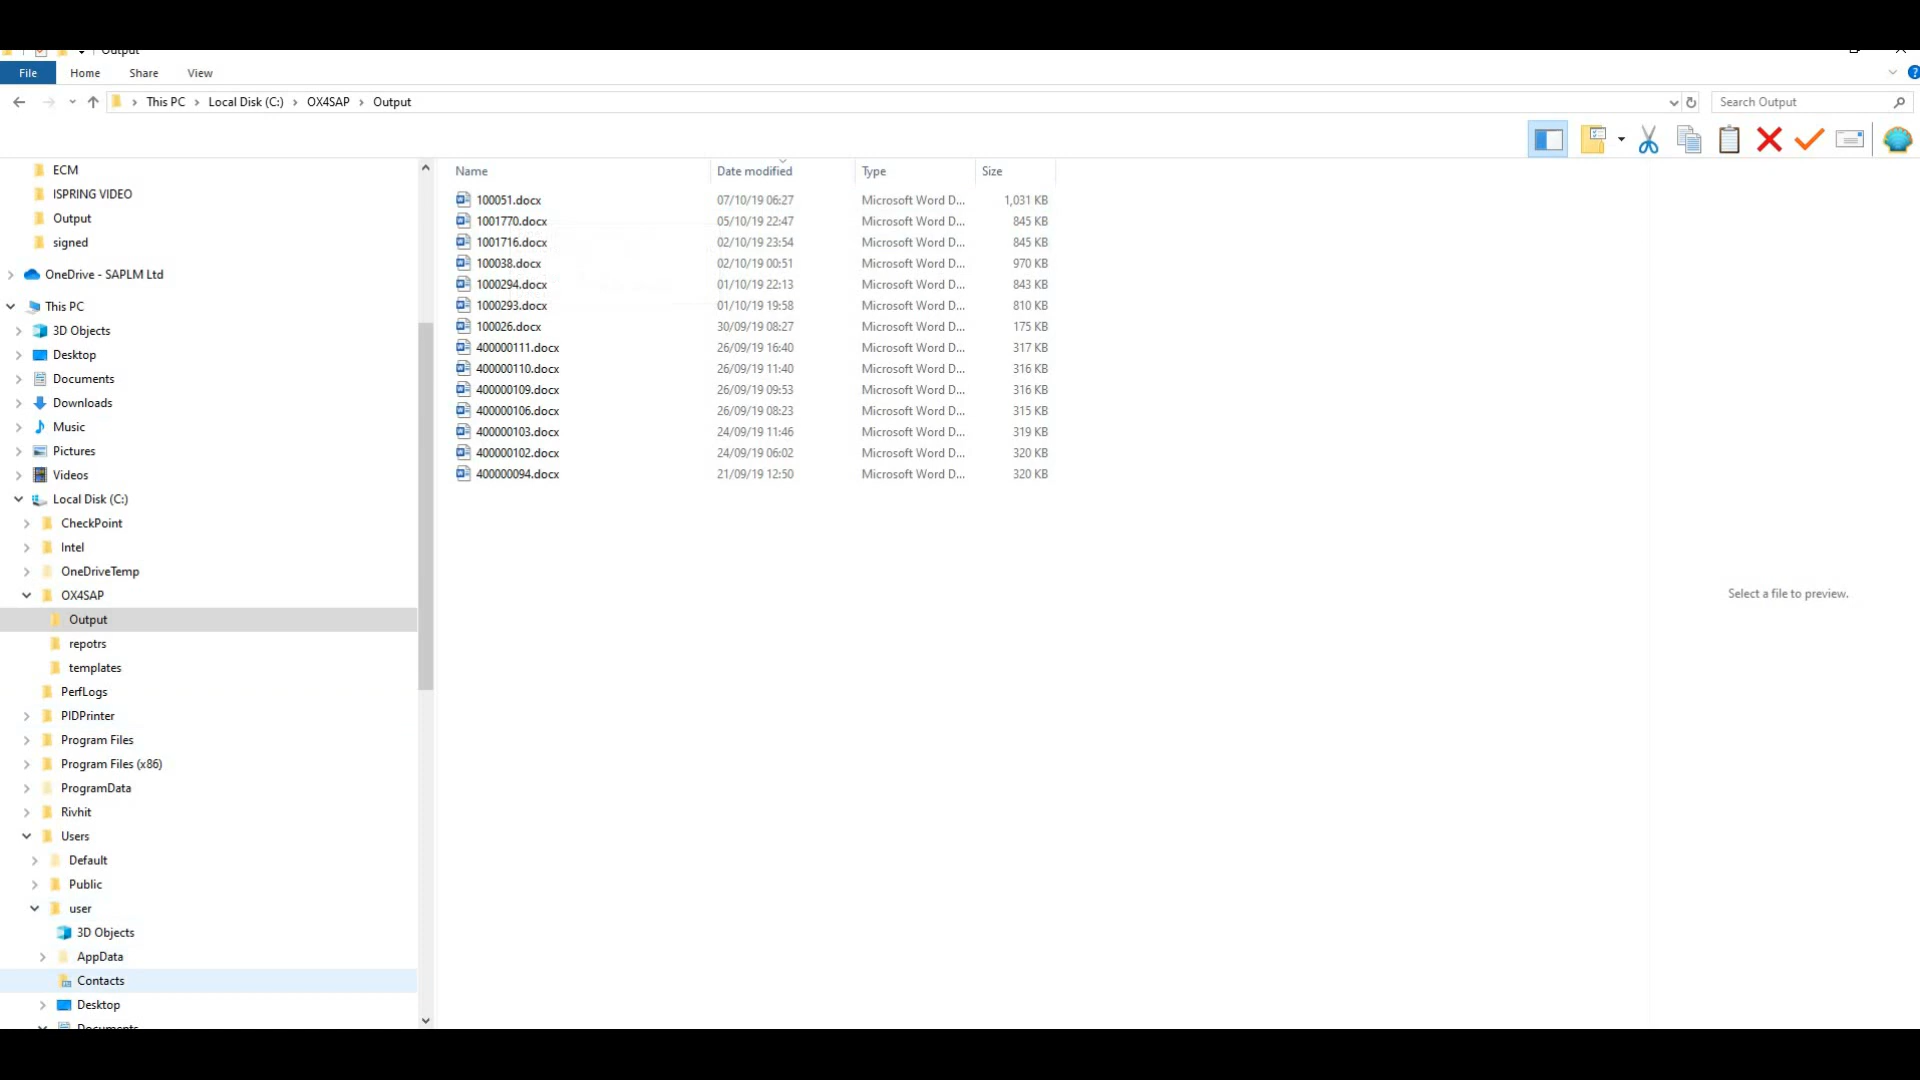 Output
File Home Share View
This PC Local Disk (C:) OX4SAP Output Search Output
Name Date modified Type Size
ECM
ISPRING VIDEO
Output
signed
OneDrive - SAPLM Ltd
This PC
3D Objects
Desktop
Documents
Downloads
Music
Pictures
Videos
Local Disk (C:)
CheckPoint
Intel
OneDriveTemp
OX4SAP
Output
repotrs
templates
PerfLogs
PIDPrinter
Program Files
Program Files (x86)
ProgramData
Rivhit
Users
Default
Public
user
3D Objects
AppData
Contacts
Desktop
Documents
100051.docx 07/10/19 06:27 Microsoft Word D... 1,031 KB
1001770.docx 05/10/19 22:47 Microsoft Word D... 845 KB
1001716.docx 02/10/19 23:54 Microsoft Word D... 845 KB
100038.docx 02/10/19 00:51 Microsoft Word D... 970 KB
1000294.docx 01/10/19 22:13 Microsoft Word D... 843 KB
1000293.docx 01/10/19 19:58 Microsoft Word D... 810 KB
100026.docx 30/09/19 08:27 Microsoft Word D... 175 KB
400000111.docx 26/09/19 16:40 Microsoft Word D... 317 KB
400000110.docx 26/09/19 11:40 Microsoft Word D... 316 KB
400000109.docx 26/09/19 09:53 Microsoft Word D... 316 KB
400000106.docx 26/09/19 08:23 Microsoft Word D... 315 KB
400000103.docx 24/09/19 11:46 Microsoft Word D... 319 KB
400000102.docx 24/09/19 06:02 Microsoft Word D... 320 KB
400000094.docx 21/09/19 12:50 Microsoft Word D... 320 KB
Select a file to preview.